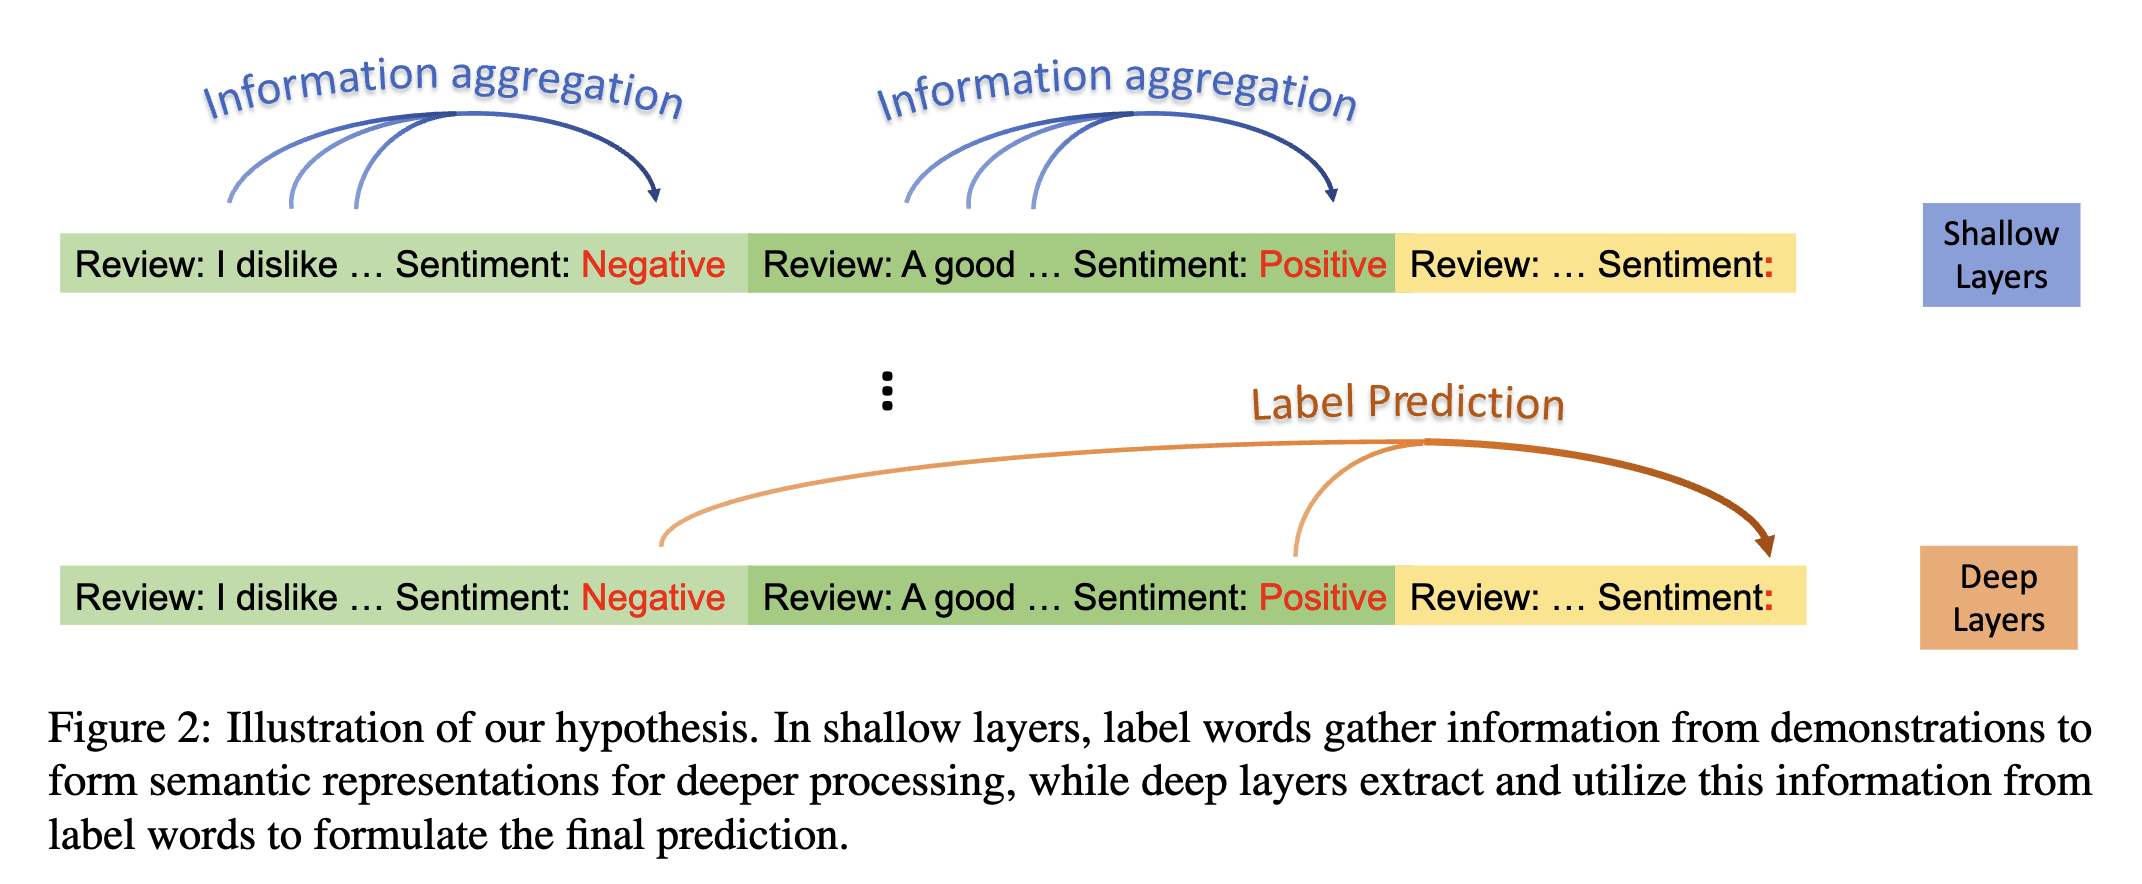 Information aggregation Information aggregation
Review: I dislike … Sentiment: Negative Review: A good … Sentiment: Positive Review: … Sentiment:
Shallow
Layers
Label Prediction
Review: I dislike … Sentiment: Negative Review: A good … Sentiment: Positive Review: … Sentiment:
Deep
Layers
Figure 2: Illustration of our hypothesis. In shallow layers, label words gather information from demonstrations to
form semantic representations for deeper processing, while deep layers extract and utilize this information from
label words to formulate the final prediction.